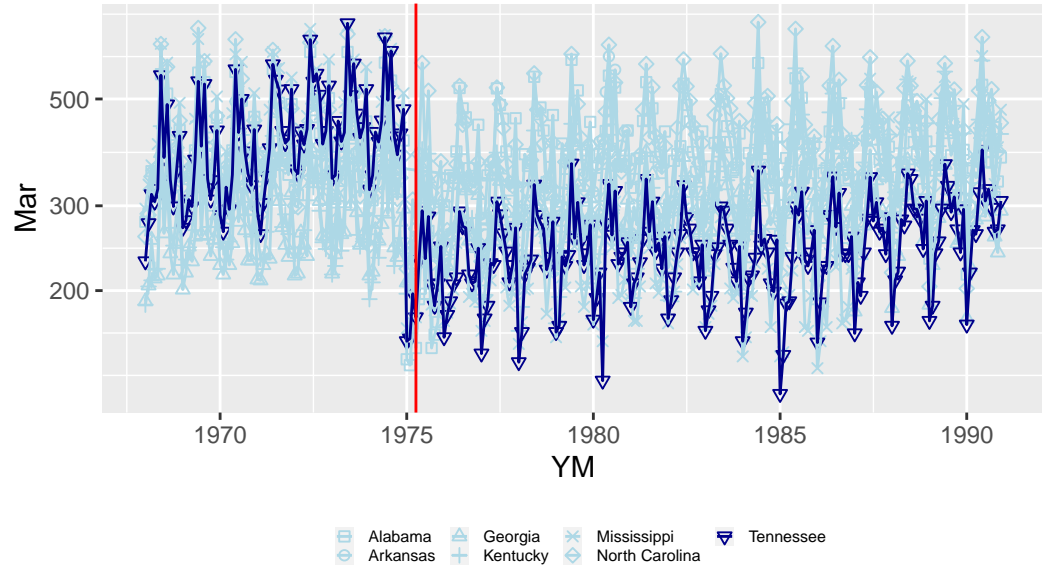 500
300
200
Mar
1970 1975 1980 1985 1990
YM
Alabama Georgia Mississippi Tennessee
Arkansas Kentucky North Carolina